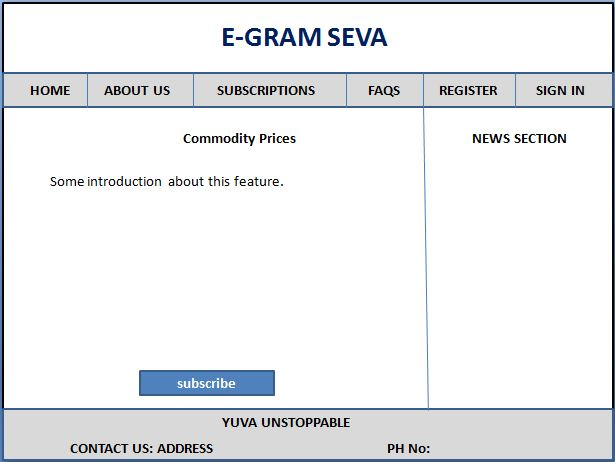 E-GRAM SEVA
HOME ABOUT US SUBSCRIPTIONS FAQS REGISTER SIGN IN
Commodity Prices
NEWS SECTION
Some introduction about this feature.
subscribe
YUVA UNSTOPPABLE
CONTACT US: ADDRESS PH No: